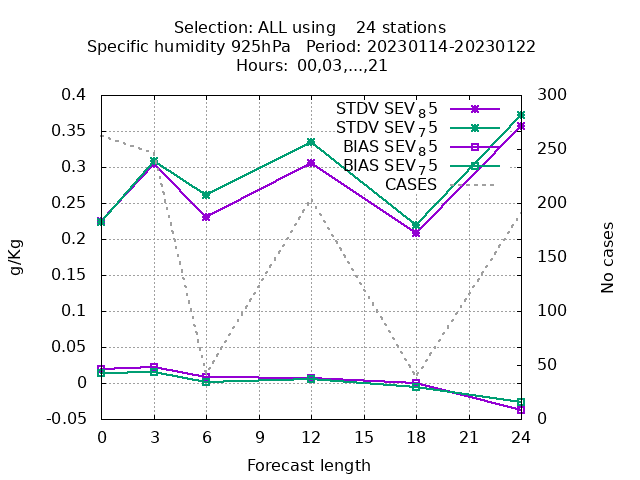 Selection: ALL using 24 stations
Specific humidity 925hPa Period: 20230114-20230122
Hours: 00,03,...,21
0.4
0.35
0.3
0.25
0.2
0.15
0.1
0.05
0
-0.05
300
250
200
150
100
50
0
STDV SEV₈5
STDV SEV₇5
BIAS SEV₈5
BIAS SEV₇5
CASES
g/Kg
No cases
0 3 6 9 12 15 18 21 24
Forecast length